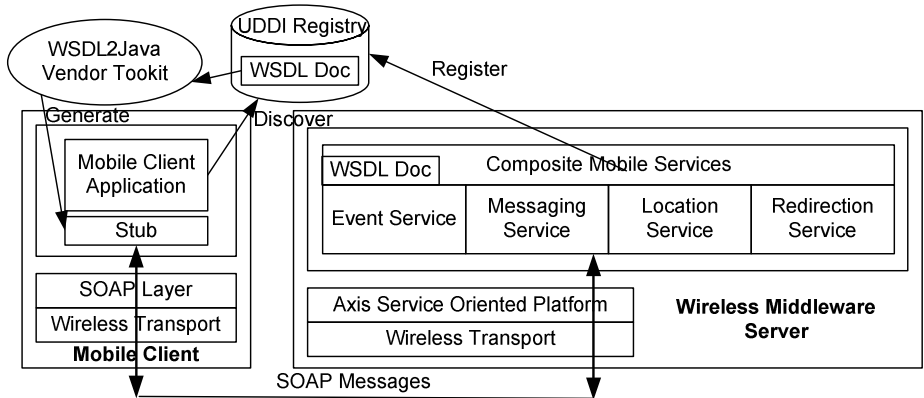 UDDI Registry
WSDL2Java
Vendor Tookit
WSDL Doc
Register
Generate
Discover
Mobile Client
Application
Stub
SOAP Layer
Wireless Transport
Mobile Client
WSDL Doc
Composite Mobile Services
Event Service
Messaging
Service
Location
Service
Redirection
Service
Axis Service Oriented Platform
Wireless Transport
Wireless Middleware
Server
SOAP Messages